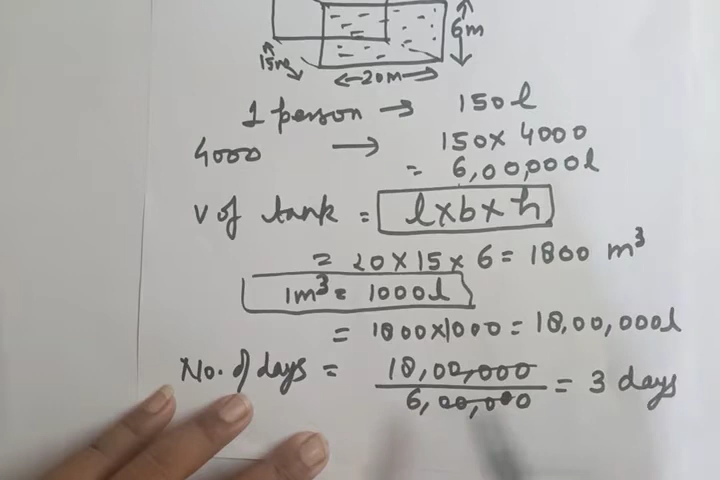 6m
15m
20m
1 person → 150l
4000 → 150 x 4000
= 6,00,000l
V of tank = l x b x h
= 20 x 15 x 6 = 1800 m³
1m³ = 1000l
= 1800x1000 = 18,00,000l
No. of days = 18,00,000 / 6,00,000 = 3 days